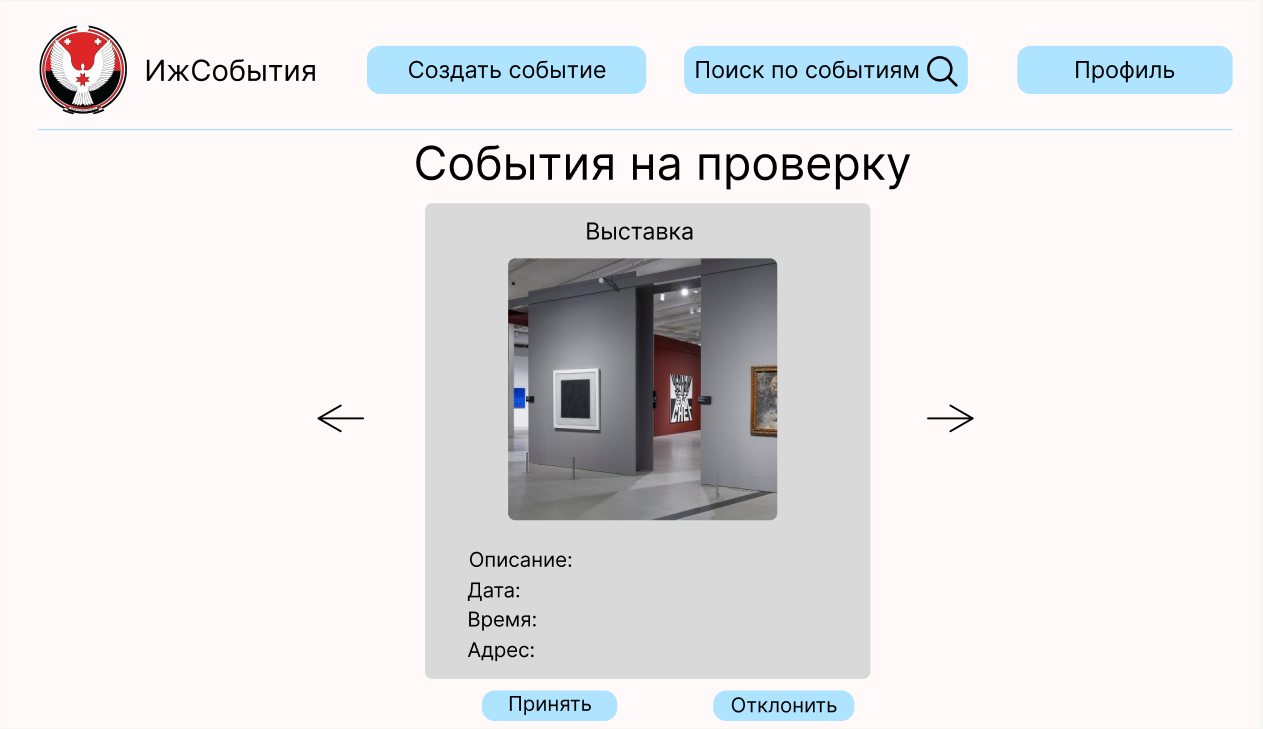 ИжСобытия
Создать событие
Поиск по событиям
Профиль
События на проверку
Выставка
Описание:
Дата:
Время:
Адрес:
Принять
Отклонить